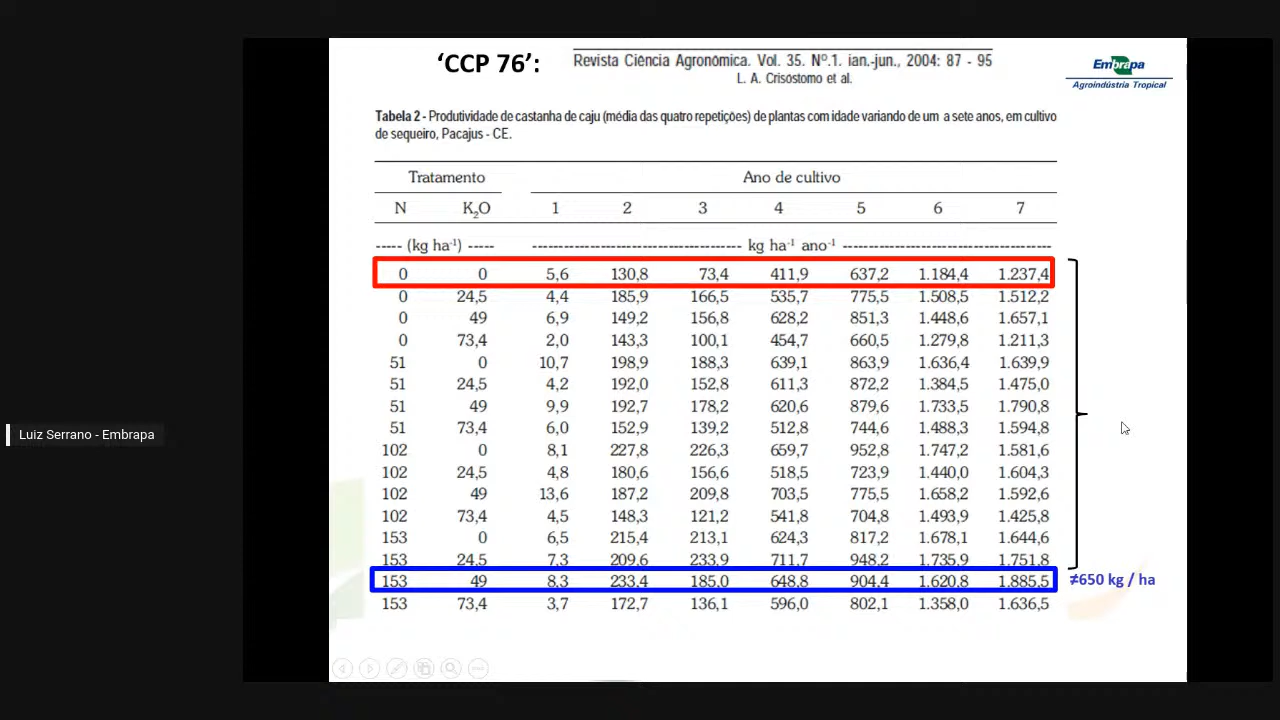 ‘CCP 76’:
Revista Ciência Agronômica. Vol. 35. Nº.1. ian.-jun., 2004: 87 - 95
L. A. Crisóstomo et al.
Embrapa
Agroindústria Tropical
Tabela 2 - Produtividade de castanha de caju (média das quatro repetições) de plantas com idade variando de um a sete anos, em cultivo
de sequeiro, Pacajus - CE.
Tratamento Ano de cultivo
N K₂O 1 2 3 4 5 6 7
----- (kg ha⁻¹) ----- ---------------------------------------- kg ha⁻¹ ano⁻¹ ----------------------------------------
0 0 5,6 130,8 73,4 411,9 637,2 1.184,4 1.237,4
0 24,5 4,4 185,9 166,5 535,7 775,5 1.508,5 1.512,2
0 49 6,9 149,2 156,8 628,2 851,3 1.448,6 1.657,1
0 73,4 2,0 143,3 100,1 454,7 660,5 1.279,8 1.211,3
51 0 10,7 198,9 188,3 639,1 863,9 1.636,4 1.639,9
51 24,5 4,2 192,0 152,8 611,3 872,2 1.384,5 1.475,0
51 49 9,9 192,7 178,2 620,6 879,6 1.733,5 1.790,8
51 73,4 6,0 152,9 139,2 512,8 744,6 1.488,3 1.594,8
102 0 8,1 227,8 226,3 659,7 952,8 1.747,2 1.581,6
102 24,5 4,8 180,6 156,6 518,5 723,9 1.440,0 1.604,3
102 49 13,6 187,2 209,8 703,5 775,5 1.658,2 1.592,6
102 73,4 4,5 148,3 121,2 541,8 704,8 1.493,9 1.425,8
153 0 6,5 215,4 213,1 624,3 817,2 1.678,1 1.644,6
153 24,5 7,3 209,6 233,9 711,7 948,2 1.735,9 1.751,8
153 49 8,3 233,4 185,0 648,8 904,4 1.620,8 1.885,5
≠650 kg / ha
153 73,4 3,7 172,7 136,1 596,0 802,1 1.358,0 1.636,5
Luiz Serrano - Embrapa